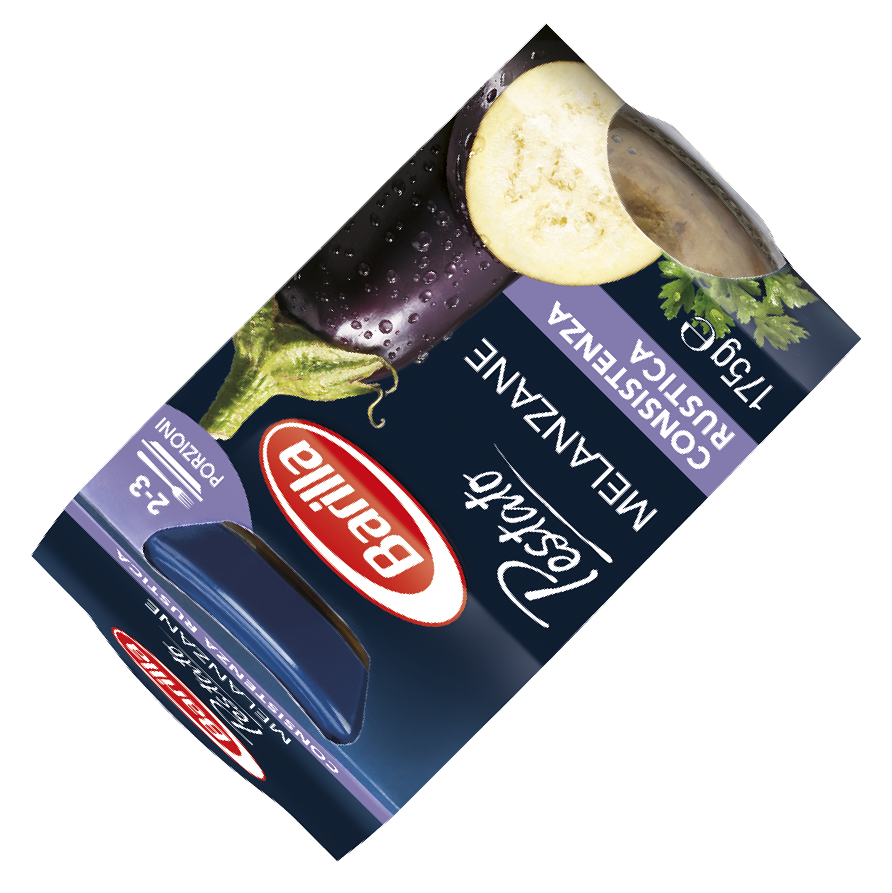 Barilla
Pestato
MELANZANE
CONSISTENZA RUSTICA
2-3
PORZIONI
Barilla
Pestato
MELANZANE
CONSISTENZA
RUSTICA
175g ℮